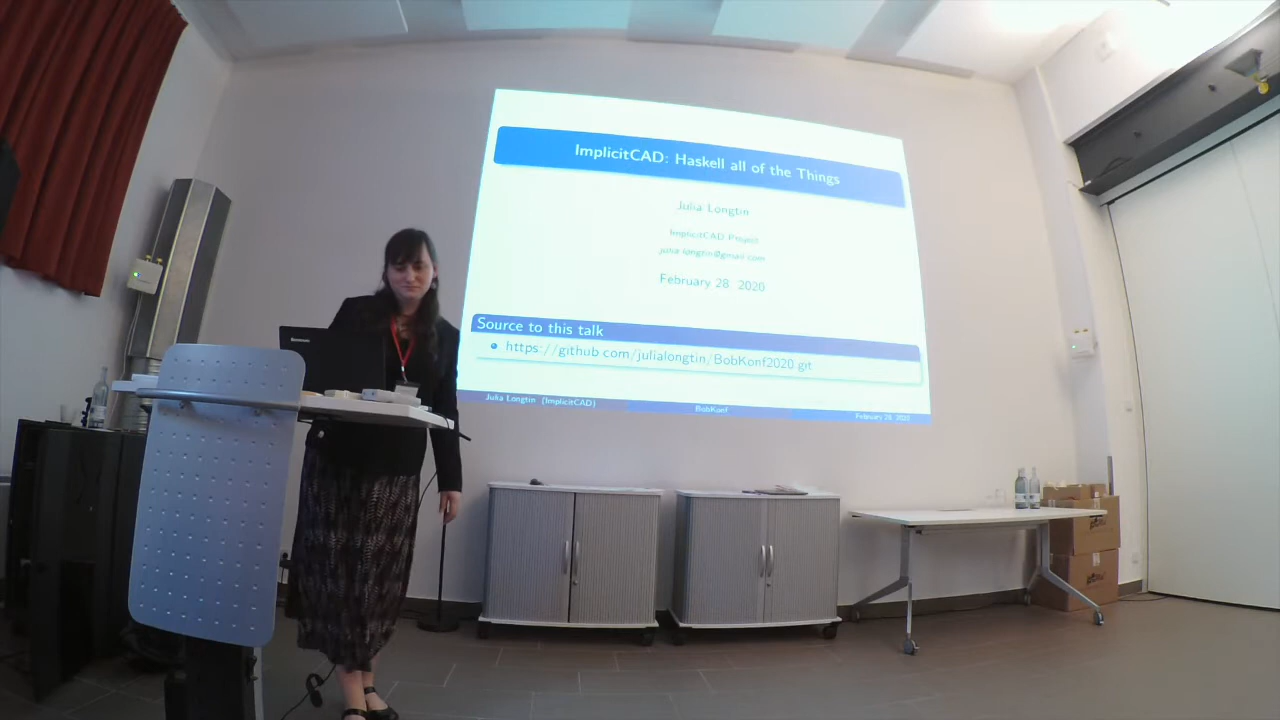 ImplicitCAD: Haskell all of the Things
Julia Longtin
ImplicitCAD Project
julia.longtin@gmail.com
February 28, 2020
Source to this talk
https://github.com/julialongtin/BobKonf2020.git
Julia Longtin (ImplicitCAD)
BobKonf
February 28, 2020
lenovo